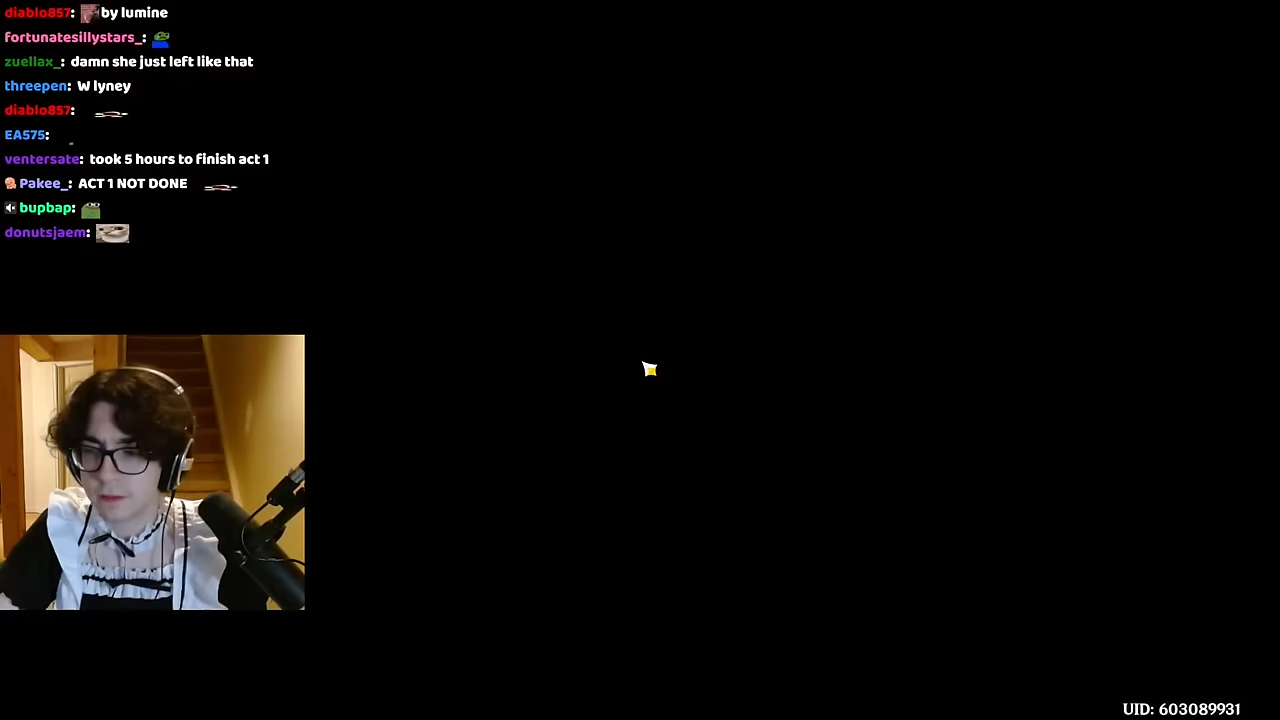 diablo857: by lumine
fortunatesillystars_:
zuellax_: damn she just left like that
threepen: W lyney
diablo857:
EA575:
ventersate: took 5 hours to finish act 1
Pakee_: ACT 1 NOT DONE
bupbap:
donutsjaem:
UID: 603089931